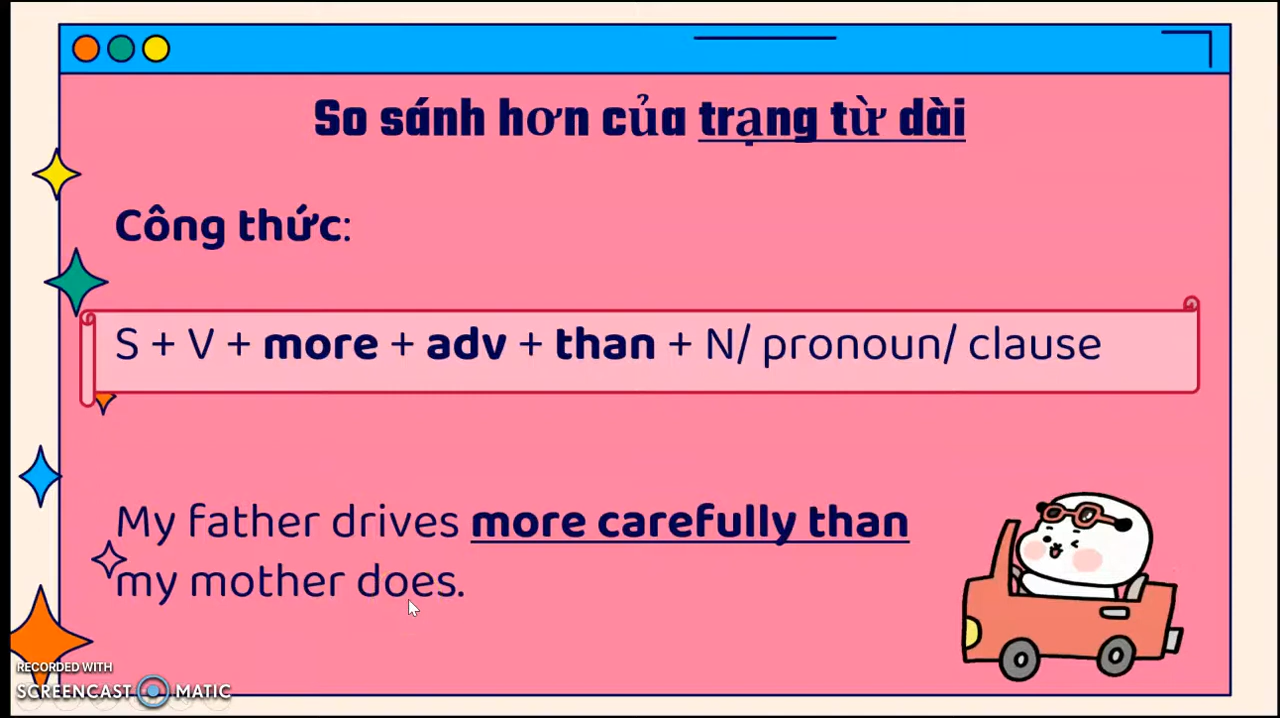 So sánh hơn của trạng từ dài
Công thức:
S + V + more + adv + than + N/ pronoun/ clause
My father drives more carefully than
my mother does.
RECORDED WITH
SCREENCAST MATIC